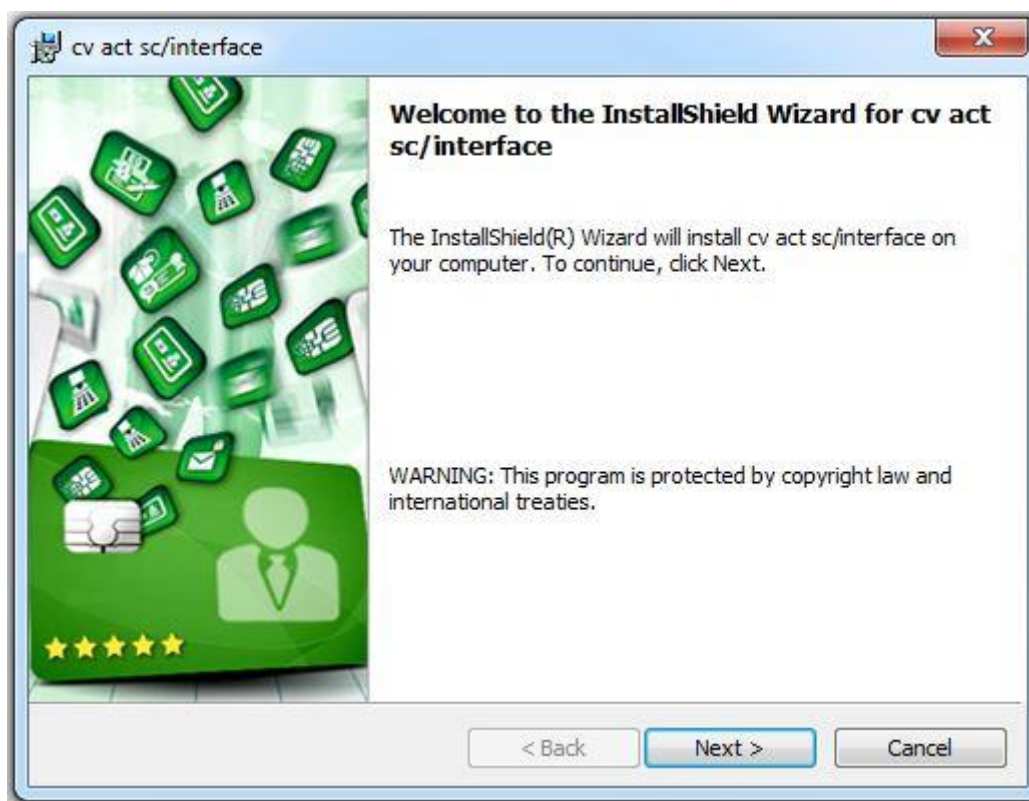 cv act sc/interface
Welcome to the InstallShield Wizard for cv act
sc/interface
The InstallShield(R) Wizard will install cv act sc/interface on
your computer. To continue, click Next.
WARNING: This program is protected by copyright law and
international treaties.
< Back
Next >
Cancel